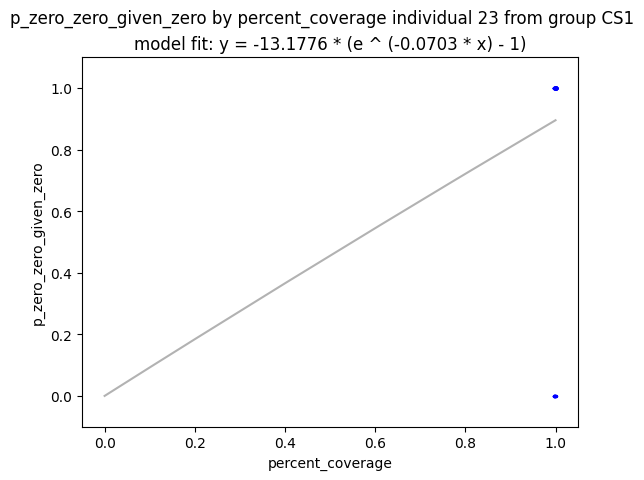 p_zero_zero_given_zero by percent_coverage individual 23 from group CS1
model fit: y = -13.1776 * (e ^ (-0.0703 * x) - 1)
1.0
0.8
0.6
0.4
0.2
0.0
p_zero_zero_given_zero
0.0 0.2 0.4 0.6 0.8 1.0
percent_coverage